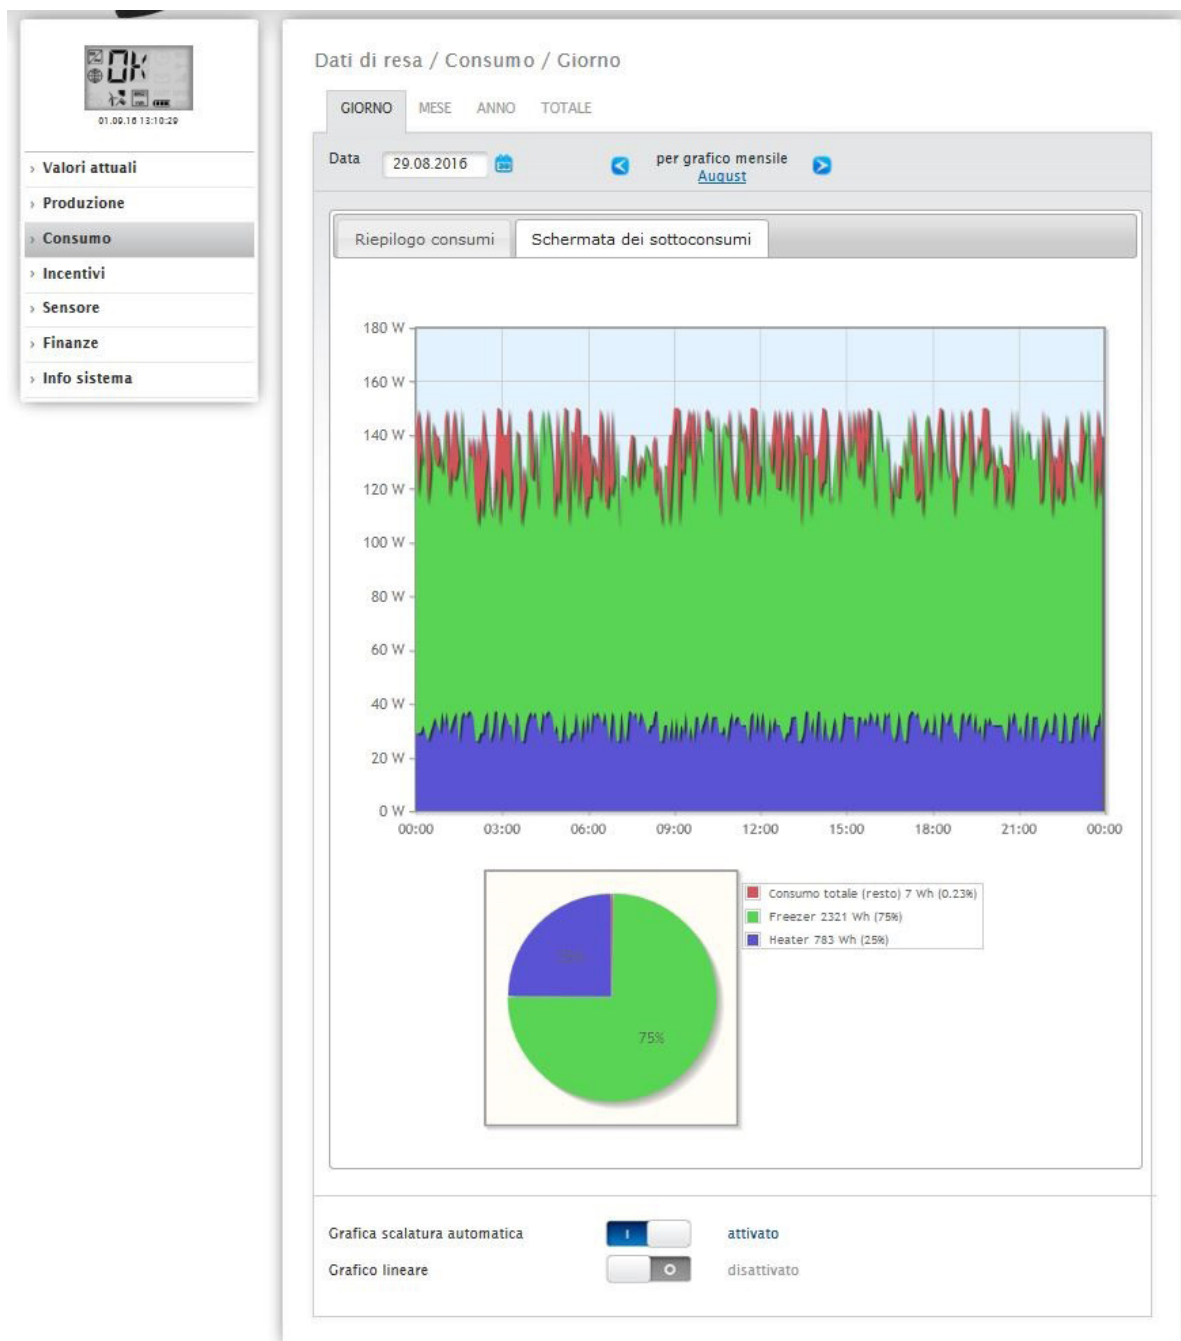 OK
01.09.16 13:10:29
Valori attuali
Produzione
Consumo
Incentivi
Sensore
Finanze
Info sistema
Dati di resa / Consumo / Giorno
GIORNO MESE ANNO TOTALE
Data 29.08.2016 per grafico mensile
August
Riepilogo consumi Schermata dei sottoconsumi
180 W
160 W
140 W
120 W
100 W
80 W
60 W
40 W
20 W
0 W
00:00 03:00 06:00 09:00 12:00 15:00 18:00 21:00 00:00
Consumo totale (resto) 7 Wh (0.23%)
Freezer 2321 Wh (75%)
Heater 783 Wh (25%)
25%
75%
Grafica scalatura automatica I attivato
Grafico lineare O disattivato